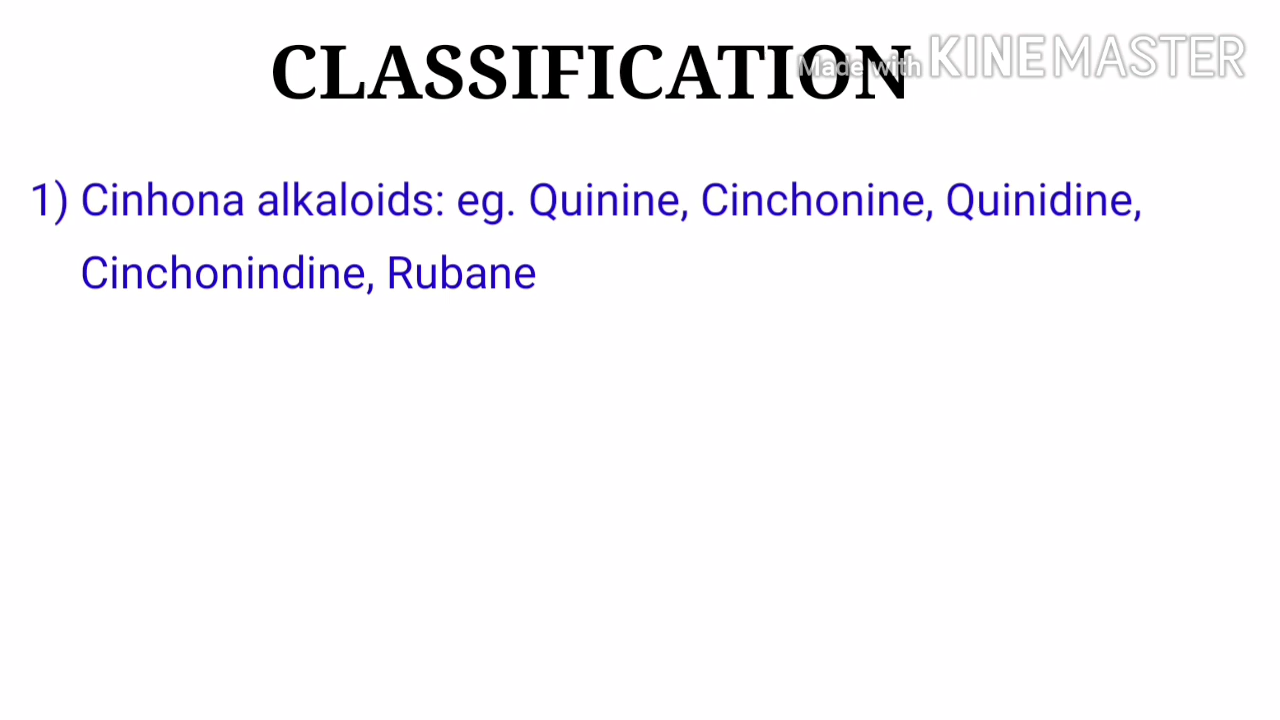 CLASSIFICATION
Made with KINEMASTER
1) Cinhona alkaloids: eg. Quinine, Cinchonine, Quinidine,
Cinchonindine, Rubane